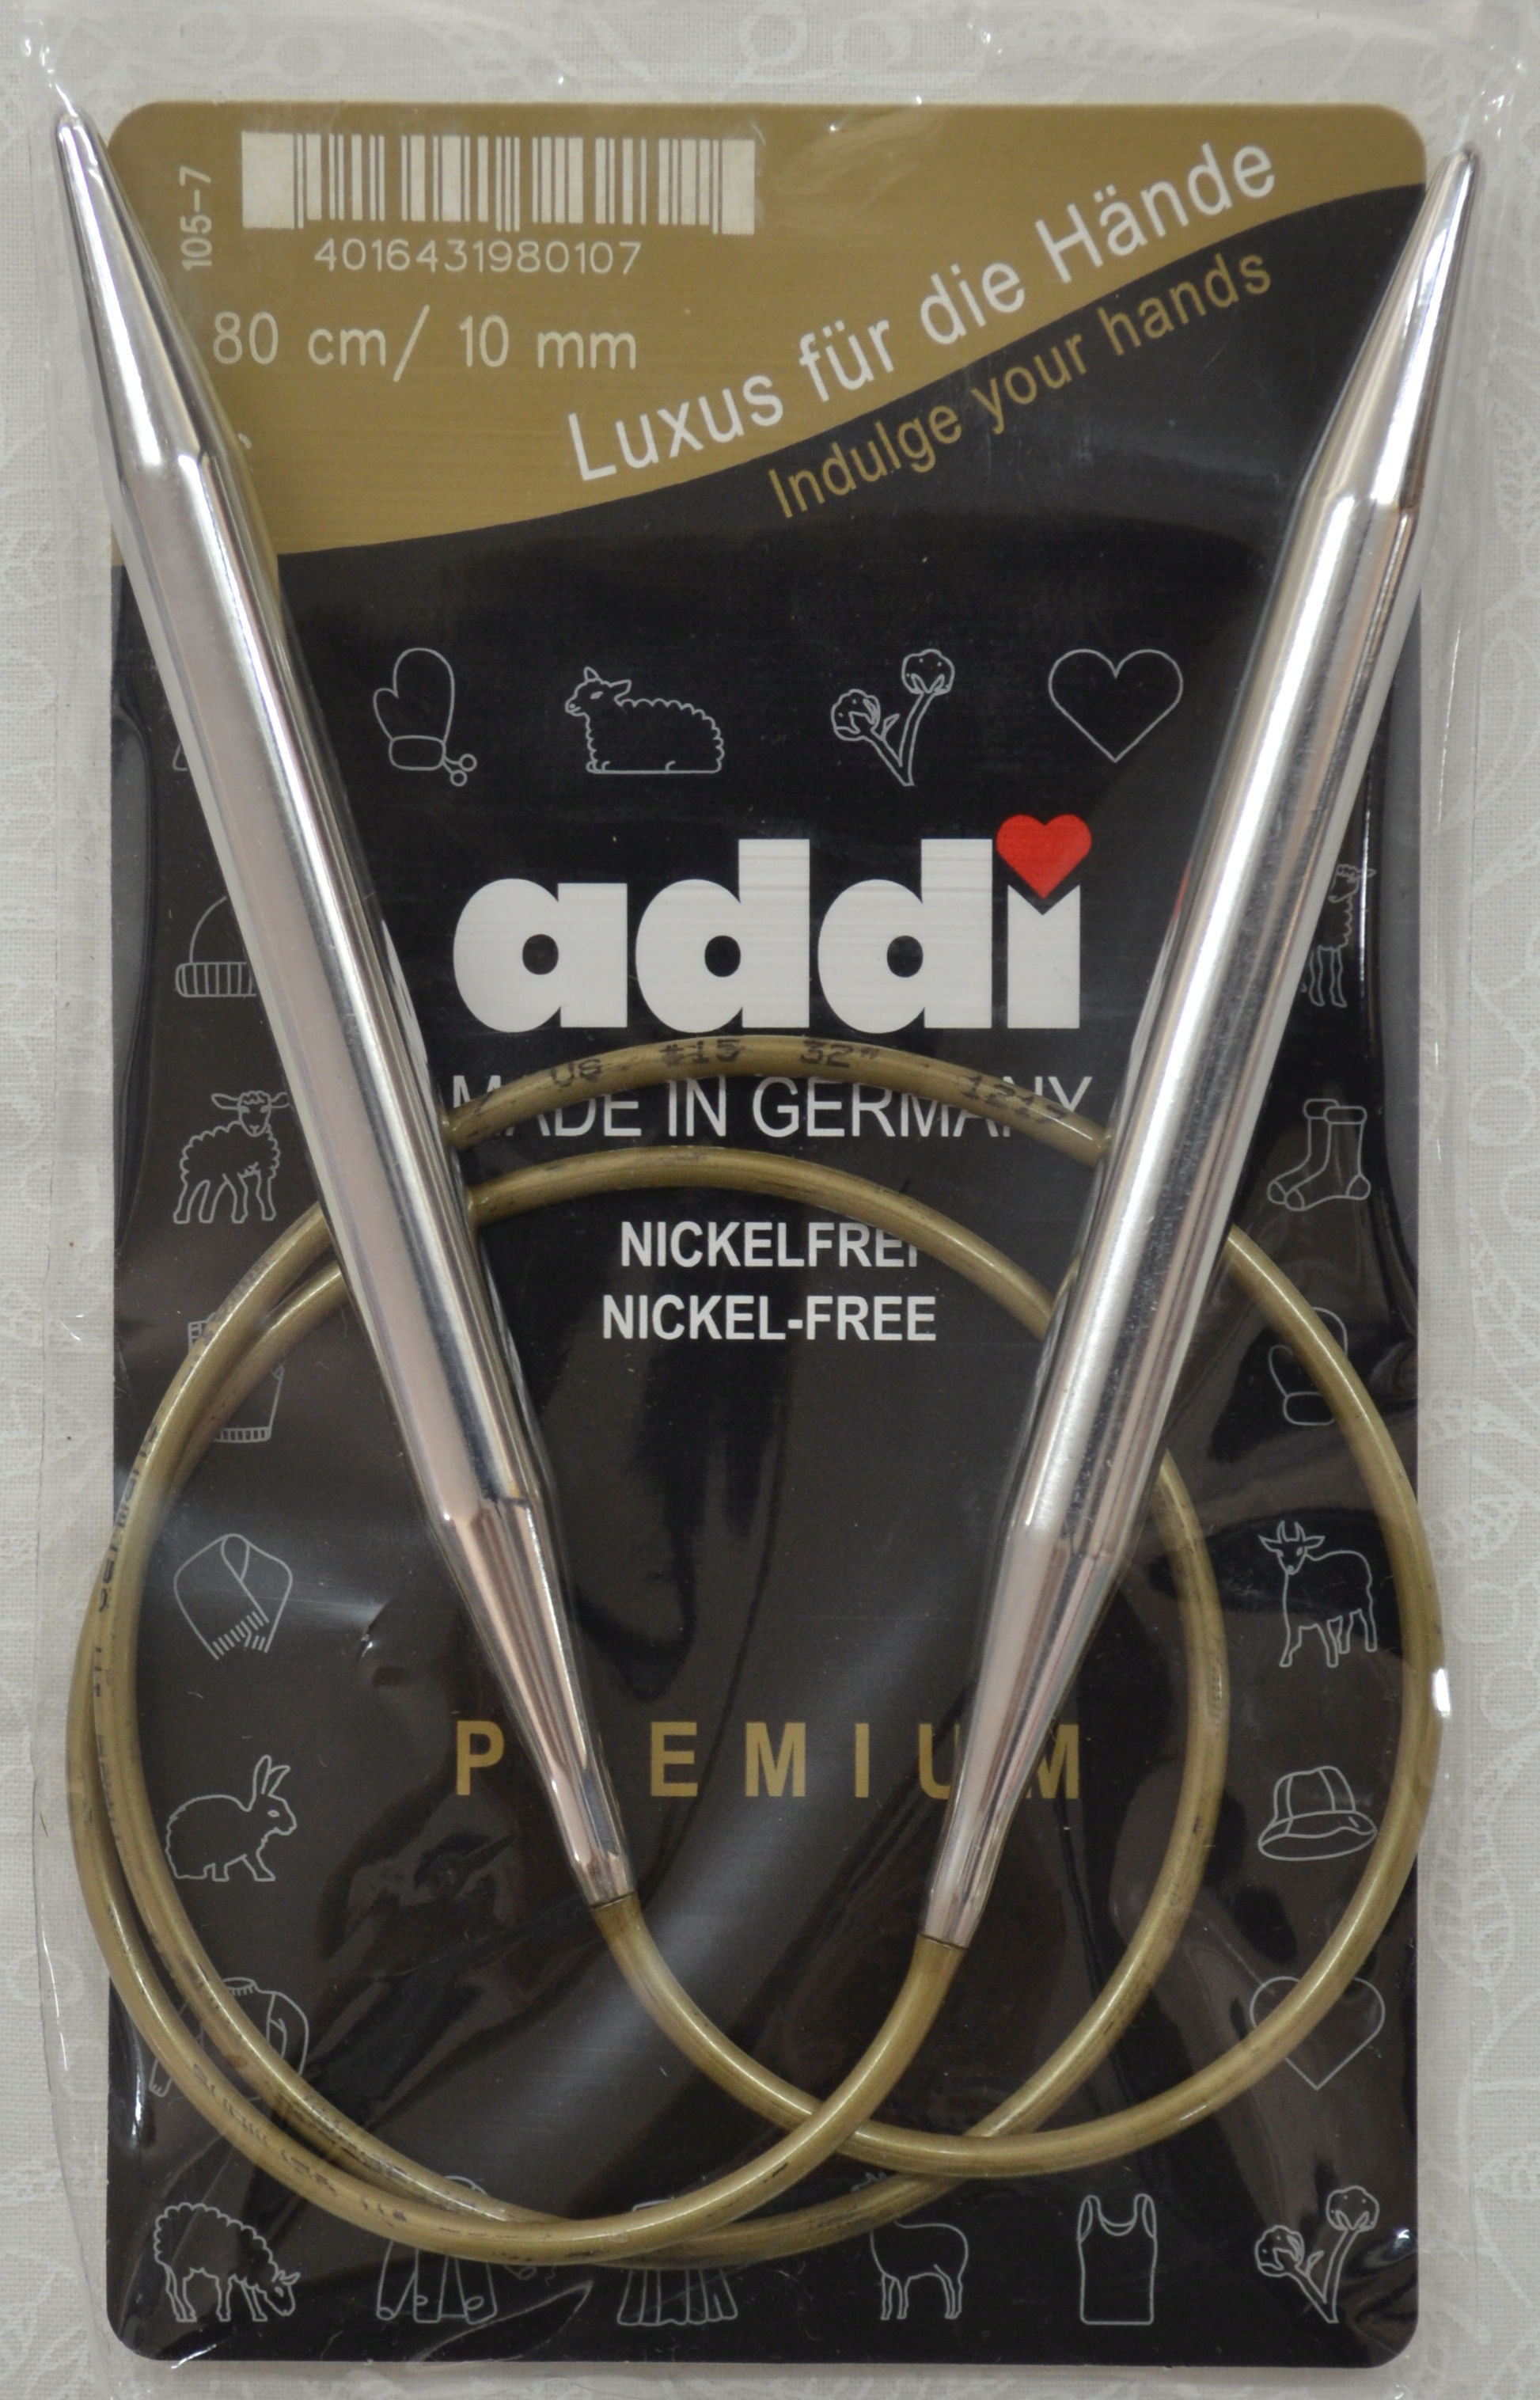 105-7
4016431980107
80 cm/ 10 mm
Luxus für die Hände
Indulge your hands
addi
US #15 32"
MADE IN GERMANY
NICKELFREI
NICKEL-FREE
PREMIUM